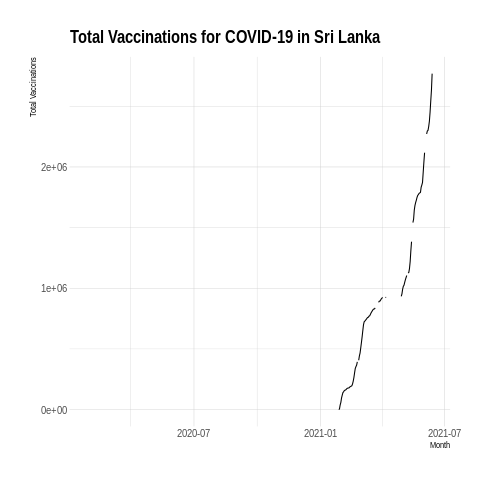 Total Vaccinations for COVID-19 in Sri Lanka
Total Vaccinations
2e+06
1e+06
0e+00
2020-07
2021-01
2021-07
Month